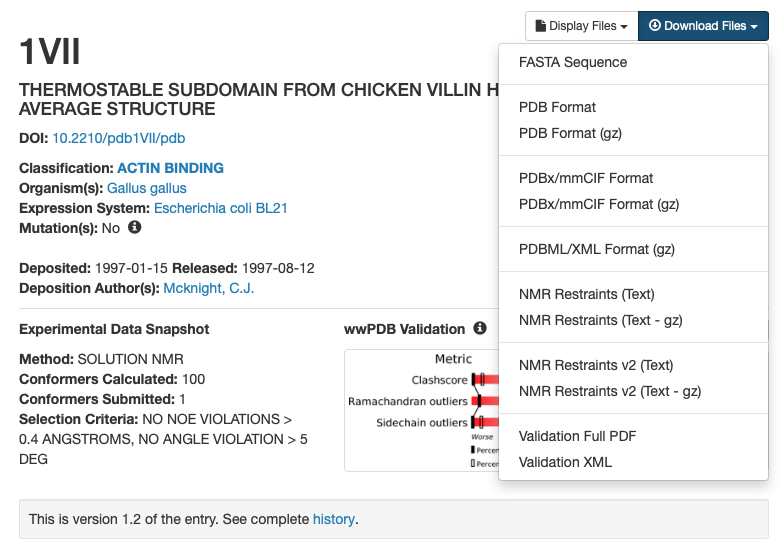 Display Files
Download Files
1VII
THERMOSTABLE SUBDOMAIN FROM CHICKEN VILLIN H
AVERAGE STRUCTURE
DOI: 10.2210/pdb1VII/pdb
Classification: ACTIN BINDING
Organism(s): Gallus gallus
Expression System: Escherichia coli BL21
Mutation(s): No
Deposited: 1997-01-15 Released: 1997-08-12
Deposition Author(s): Mcknight, C.J.
Experimental Data Snapshot
Method: SOLUTION NMR
Conformers Calculated: 100
Conformers Submitted: 1
Selection Criteria: NO NOE VIOLATIONS >
0.4 ANGSTROMS, NO ANGLE VIOLATION > 5
DEG
wwPDB Validation
Metric
Clashscore
Ramachandran outliers
Sidechain outliers
Worse
Percen
Percen
FASTA Sequence
PDB Format
PDB Format (gz)
PDBx/mmCIF Format
PDBx/mmCIF Format (gz)
PDBML/XML Format (gz)
NMR Restraints (Text)
NMR Restraints (Text - gz)
NMR Restraints v2 (Text)
NMR Restraints v2 (Text - gz)
Validation Full PDF
Validation XML
This is version 1.2 of the entry. See complete history.